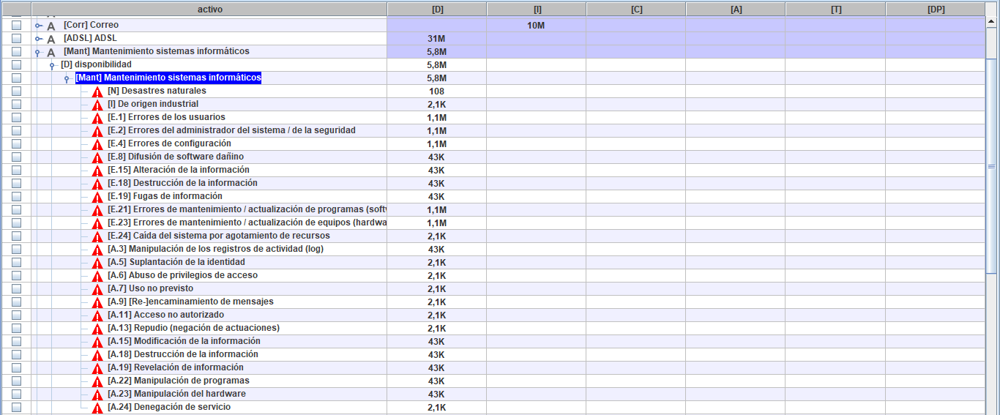 activo [D] [I] [C] [A] [T] [DP]
A [Corr] Correo 10M
A [ADSL] ADSL 31M
A [Mant] Mantenimiento sistemas informáticos 5,8M
[D] disponibilidad 5,8M
[Mant] Mantenimiento sistemas informáticos 5,8M
[N] Desastres naturales 108
[I] De origen industrial 2,1K
[E.1] Errores de los usuarios 1,1M
[E.2] Errores del administrador del sistema / de la seguridad 1,1M
[E.4] Errores de configuración 1,1M
[E.8] Difusión de software dañino 43K
[E.15] Alteración de la información 43K
[E.18] Destrucción de la información 43K
[E.19] Fugas de información 43K
[E.21] Errores de mantenimiento / actualización de programas (soft 1,1M
[E.23] Errores de mantenimiento / actualización de equipos (hardwa 1,1M
[E.24] Caída del sistema por agotamiento de recursos 2,1K
[A.3] Manipulación de los registros de actividad (log) 43K
[A.5] Suplantación de la identidad 2,1K
[A.6] Abuso de privilegios de acceso 2,1K
[A.7] Uso no previsto 2,1K
[A.9] [Re-]encaminamiento de mensajes 2,1K
[A.11] Acceso no autorizado 2,1K
[A.13] Repudio (negación de actuaciones) 2,1K
[A.15] Modificación de la información 43K
[A.18] Destrucción de la información 43K
[A.19] Revelación de información 43K
[A.22] Manipulación de programas 43K
[A.23] Manipulación del hardware 43K
[A.24] Denegación de servicio 2,1K